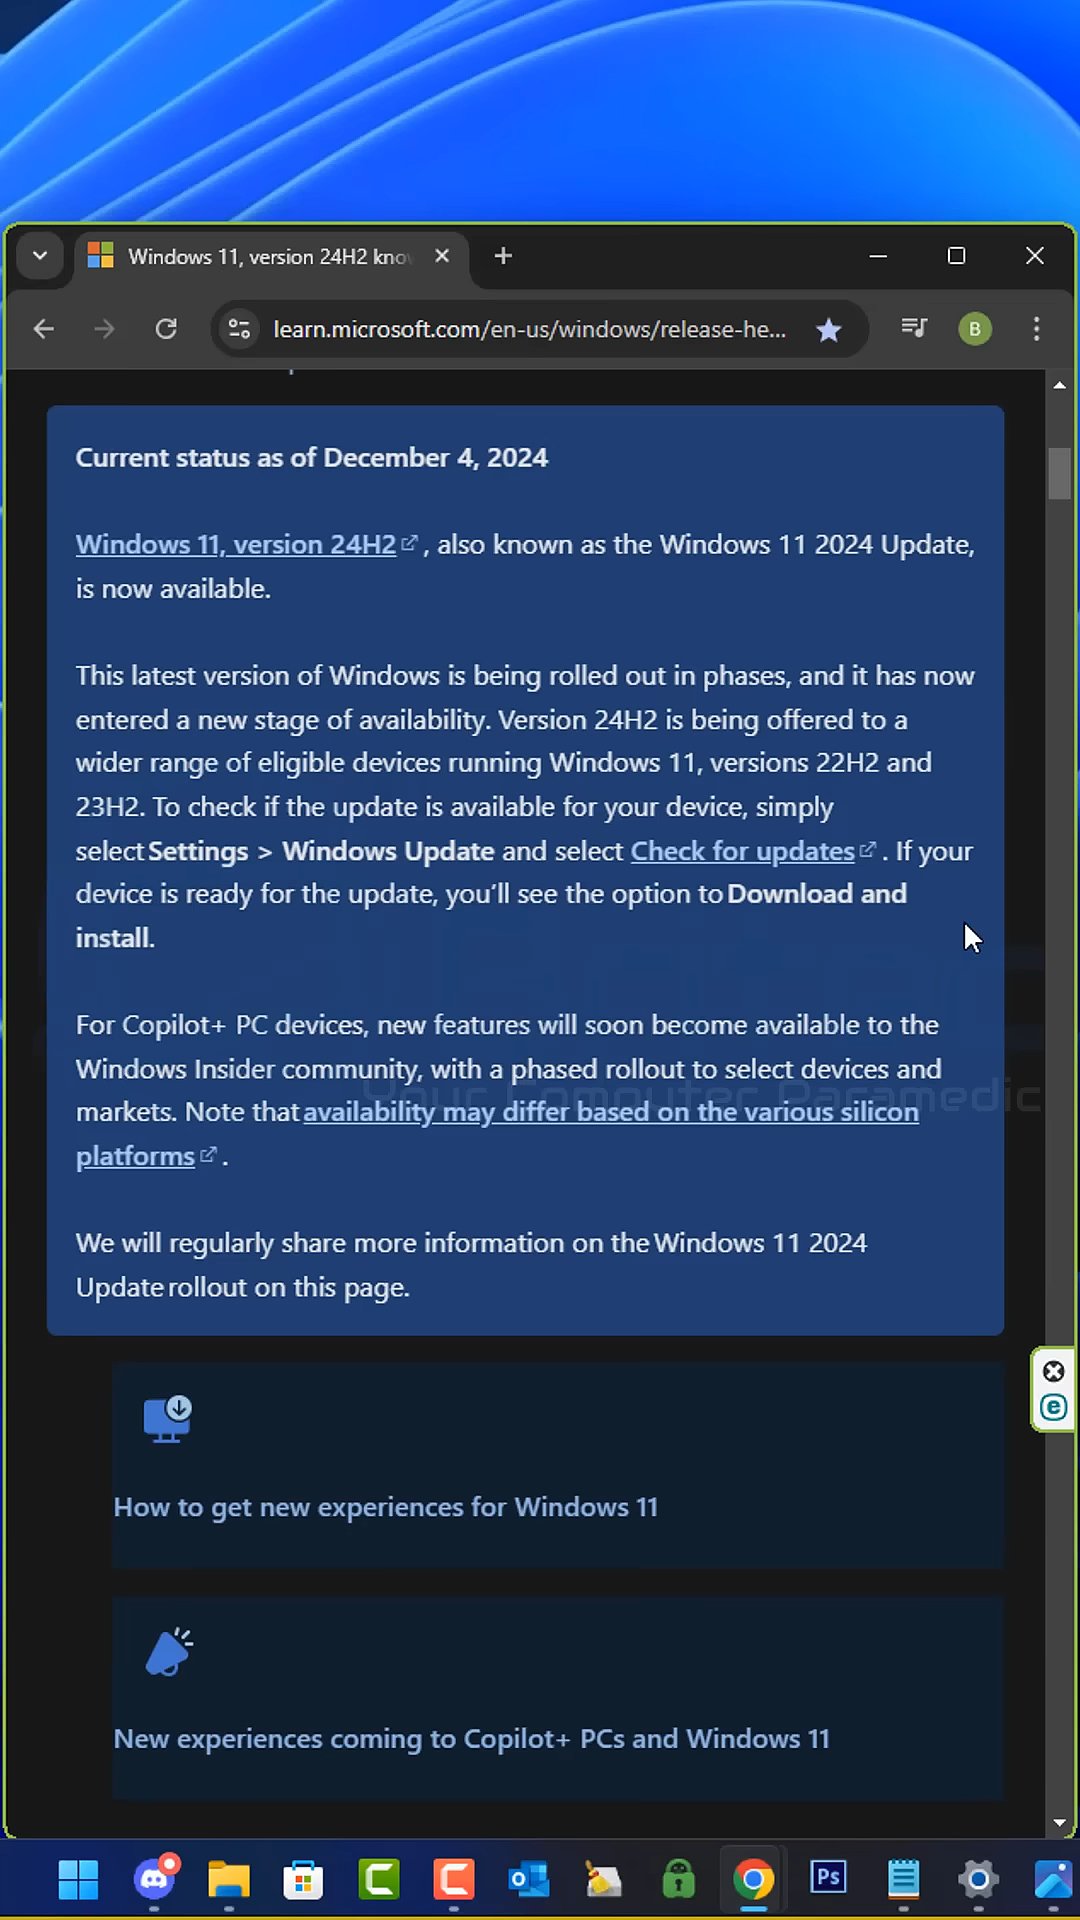 Windows 11, version 24H2 kno
learn.microsoft.com/en-us/windows/release-he...
B
Current status as of December 4, 2024
Windows 11, version 24H2 , also known as the Windows 11 2024 Update,
is now available.
This latest version of Windows is being rolled out in phases, and it has now
entered a new stage of availability. Version 24H2 is being offered to a
wider range of eligible devices running Windows 11, versions 22H2 and
23H2. To check if the update is available for your device, simply
select Settings > Windows Update and select Check for updates . If your
device is ready for the update, you’ll see the option to Download and
install.
For Copilot+ PC devices, new features will soon become available to the
Windows Insider community, with a phased rollout to select devices and
Your Computer Paramedic
markets. Note that availability may differ based on the various silicon
platforms .
We will regularly share more information on the Windows 11 2024
Update rollout on this page.
e
How to get new experiences for Windows 11
New experiences coming to Copilot+ PCs and Windows 11
Ps